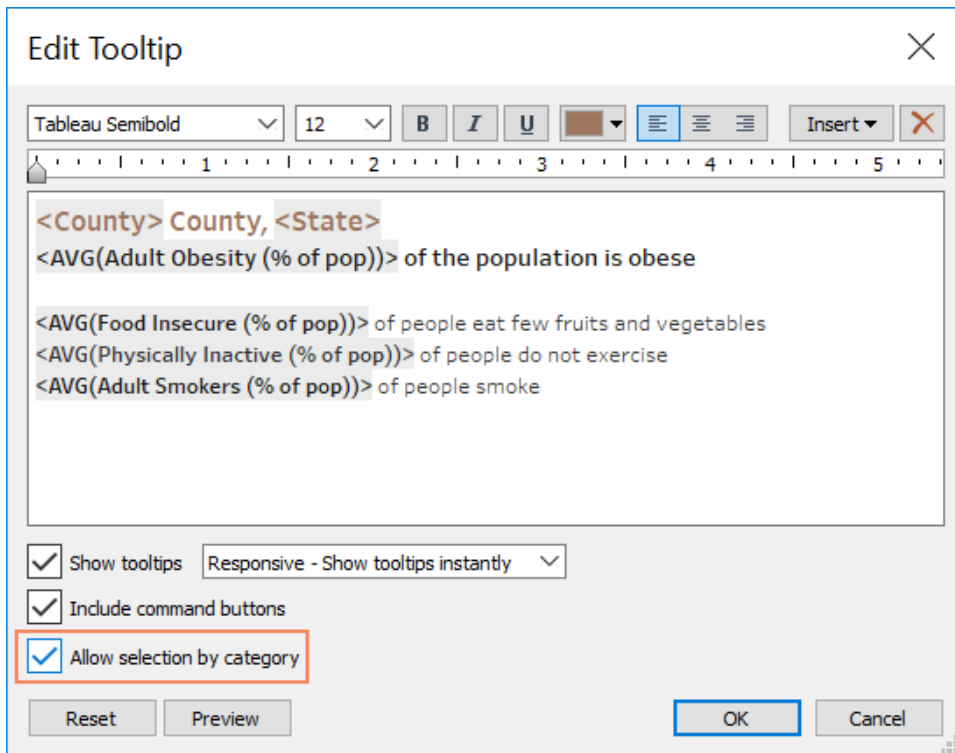 Edit Tooltip
Tableau Semibold 12 B I U Insert
1 2 3 4 5
<County> County, <State>
<AVG(Adult Obesity (% of pop))> of the population is obese
<AVG(Food Insecure (% of pop))> of people eat few fruits and vegetables
<AVG(Physically Inactive (% of pop))> of people do not exercise
<AVG(Adult Smokers (% of pop))> of people smoke
Show tooltips Responsive - Show tooltips instantly
Include command buttons
Allow selection by category
Reset Preview OK Cancel